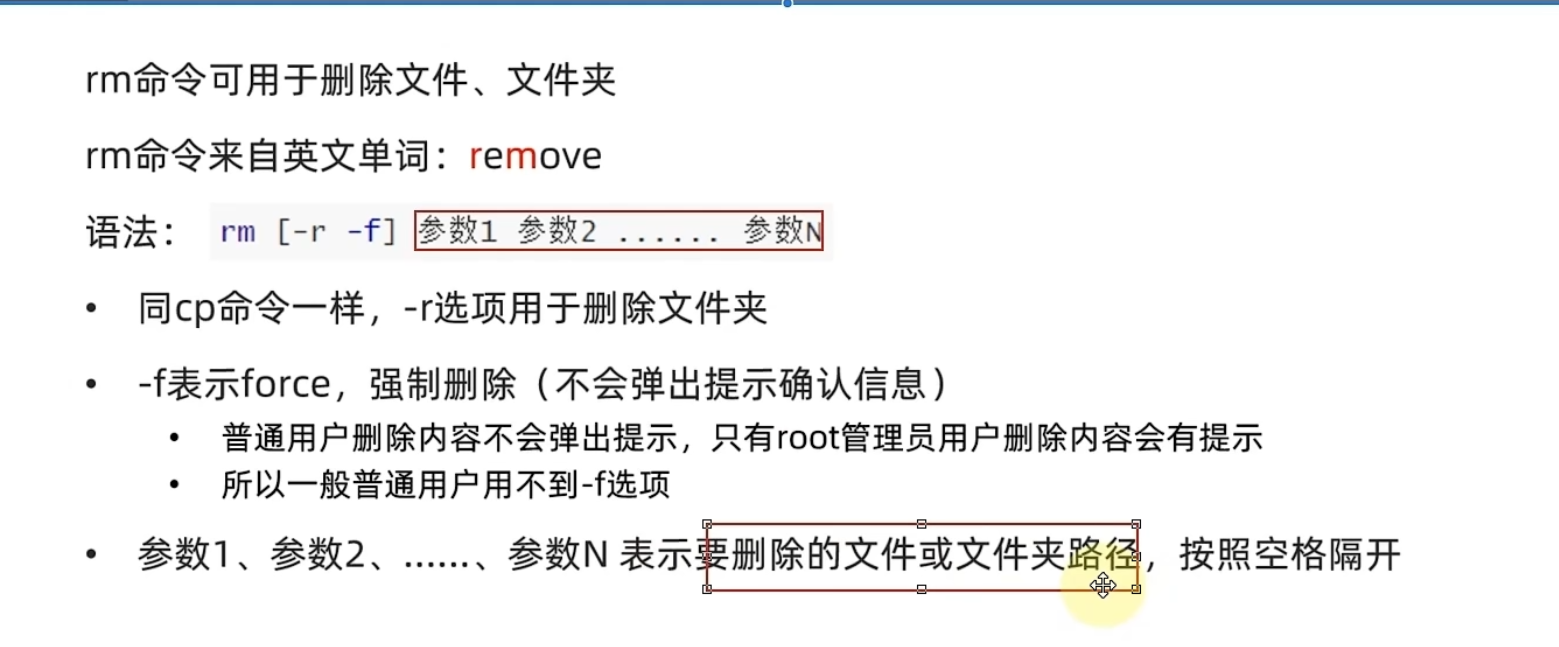 rm命令可用于删除文件、文件夹
rm命令来自英文单词：remove
语法： rm [-r -f] 参数1 参数2 ...... 参数N
• 同cp命令一样，-r选项用于删除文件夹
• -f表示force，强制删除（不会弹出提示确认信息）
• 普通用户删除内容不会弹出提示，只有root管理员用户删除内容会有提示
• 所以一般普通用户用不到-f选项
• 参数1、参数2、......、参数N 表示要删除的文件或文件夹路径，按照空格隔开